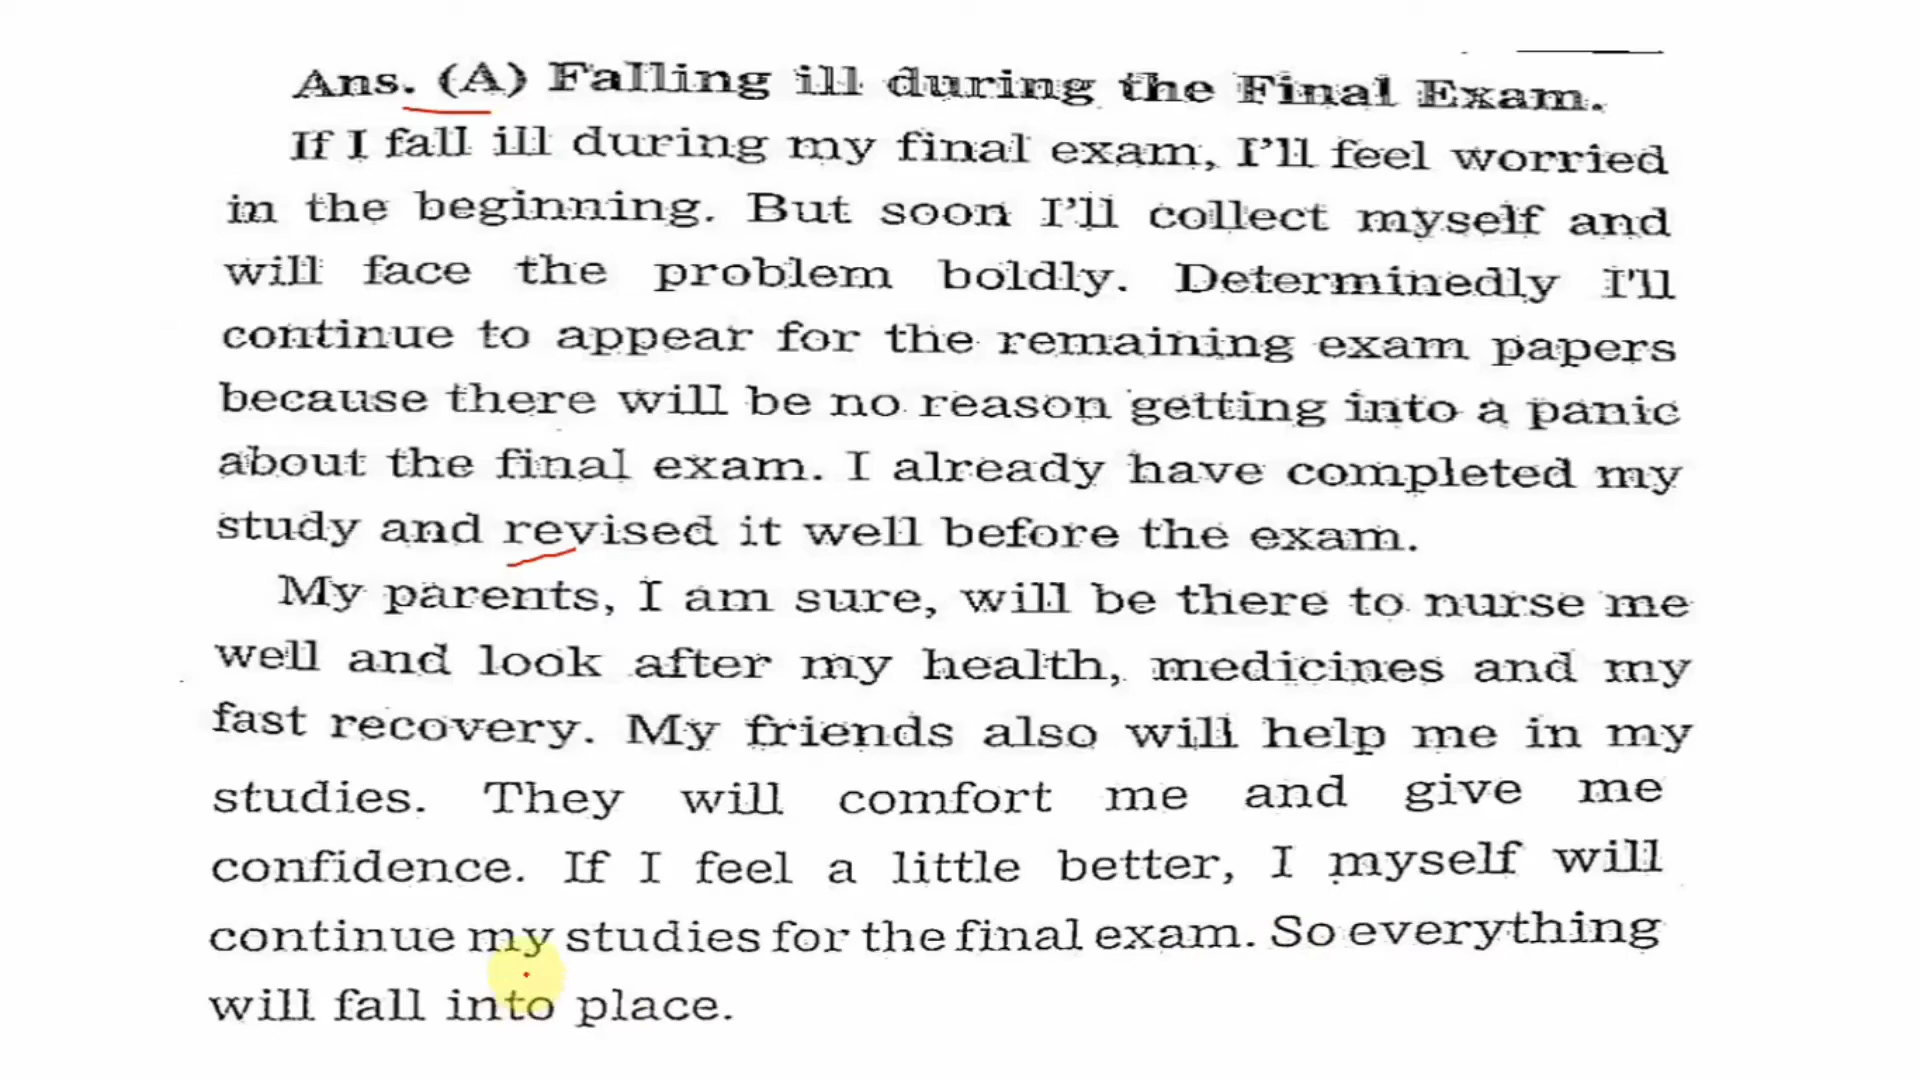 Ans. (A) Falling ill during the Final Exam.
If I fall ill during my final exam, I'll feel worried
in the beginning. But soon I'll collect myself and
will face the problem boldly. Determinedly I'll
continue to appear for the remaining exam papers
because there will be no reason getting into a panic
about the final exam. I already have completed my
study and revised it well before the exam.
My parents, I am sure, will be there to nurse me
well and look after my health, medicines and my
fast recovery. My friends also will help me in my
studies. They will comfort me and give me
confidence. If I feel a little better, I myself will
continue my studies for the final exam. So everything
will fall into place.